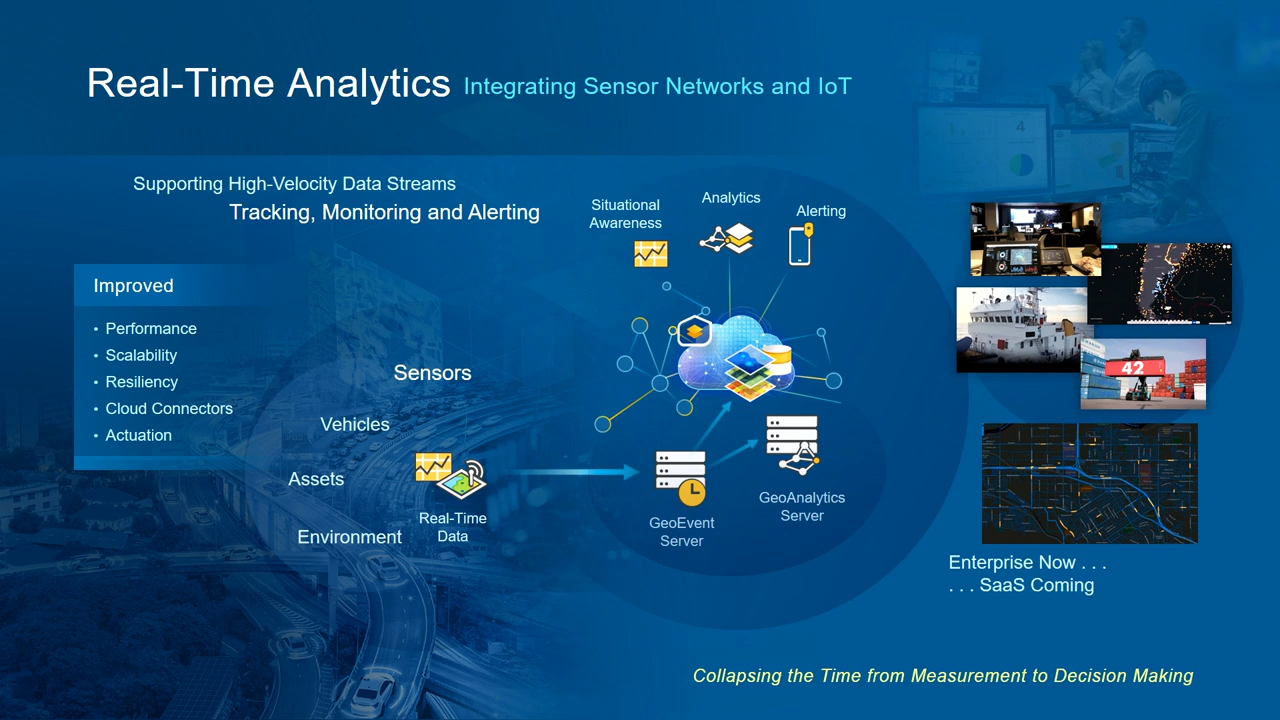 Real-Time Analytics Integrating Sensor Networks and IoT
Supporting High-Velocity Data Streams
Tracking, Monitoring and Alerting
Improved
• Performance
• Scalability
• Resiliency
• Cloud Connectors
• Actuation
Sensors
Vehicles
Assets
Environment
Real-Time
Data
Situational
Awareness
Analytics
Alerting
GeoEvent
Server
GeoAnalytics
Server
4
42
Enterprise Now . . .
. . . SaaS Coming
Collapsing the Time from Measurement to Decision Making